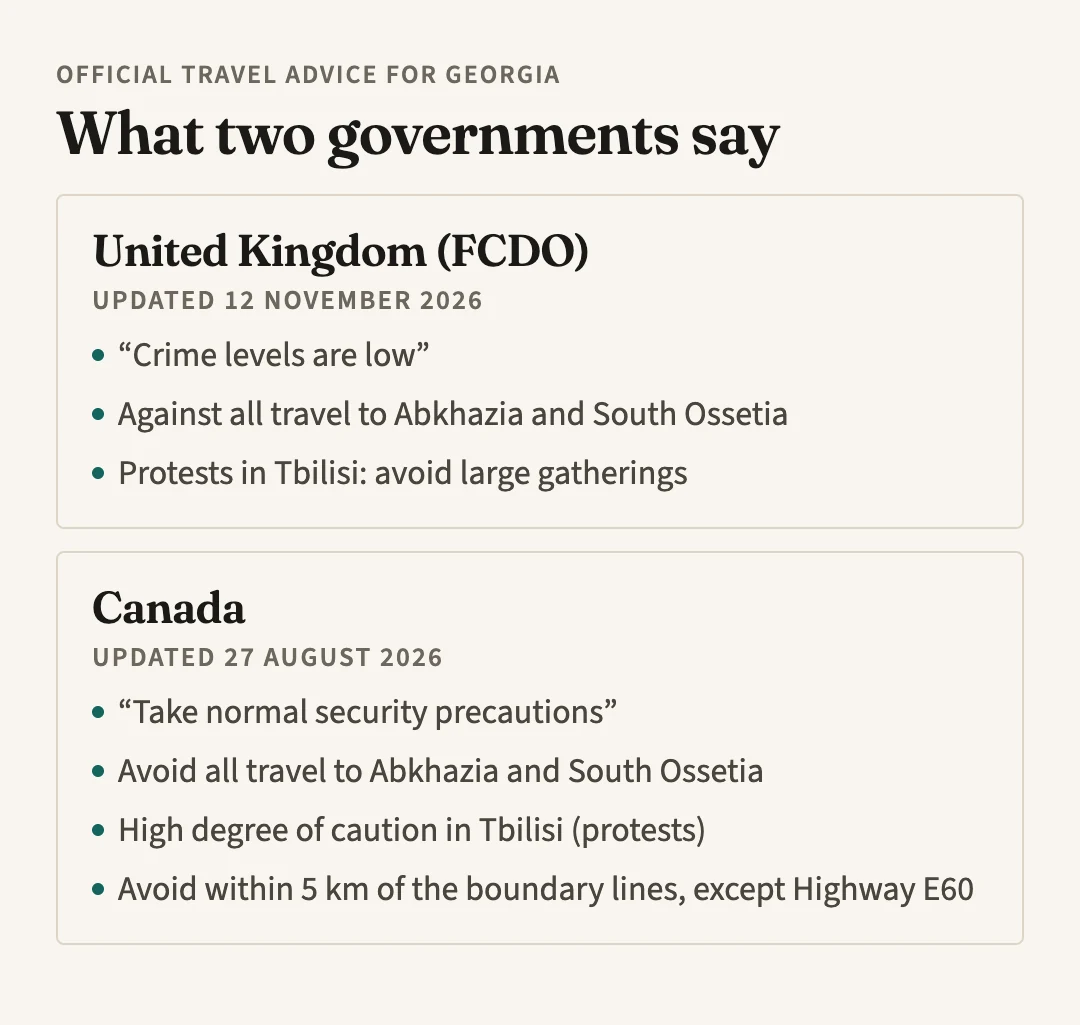 OFFICIAL TRAVEL ADVICE FOR GEORGIA
What two governments say
United Kingdom (FCDO)
UPDATED 12 NOVEMBER 2026
• “Crime levels are low”
• Against all travel to Abkhazia and South Ossetia
• Protests in Tbilisi: avoid large gatherings
Canada
UPDATED 27 AUGUST 2026
• “Take normal security precautions”
• Avoid all travel to Abkhazia and South Ossetia
• High degree of caution in Tbilisi (protests)
• Avoid within 5 km of the boundary lines, except Highway E60